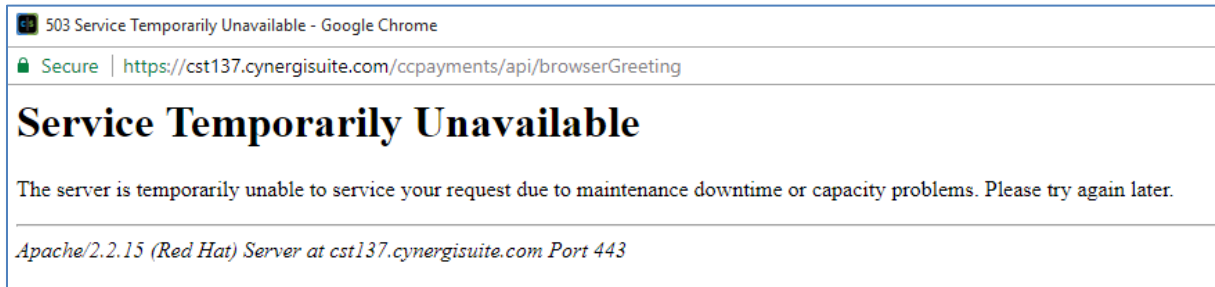 503 Service Temporarily Unavailable - Google Chrome
Secure | https://cst137.cynergisuite.com/ccpayments/api/browserGreeting
Service Temporarily Unavailable
The server is temporarily unable to service your request due to maintenance downtime or capacity problems. Please try again later.
Apache/2.2.15 (Red Hat) Server at cst137.cynergisuite.com Port 443